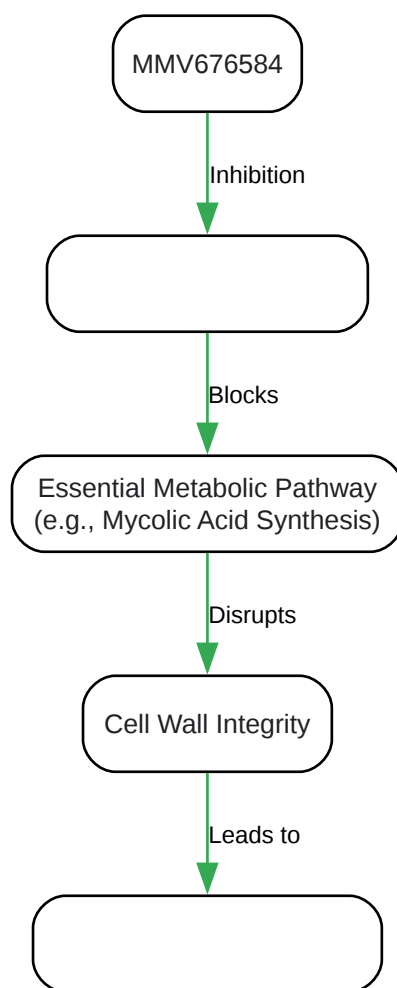 MMV676584
Inhibition
Blocks
Essential Metabolic Pathway
(e.g., Mycolic Acid Synthesis)
Disrupts
Cell Wall Integrity
Leads to